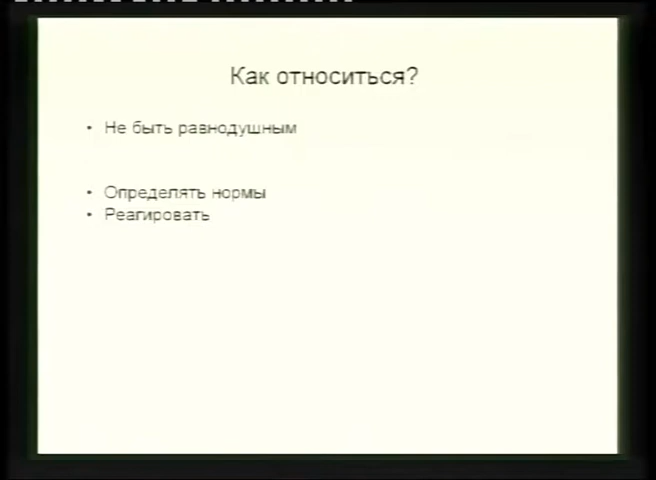 Как относиться?
• Не быть равнодушным
• Определять нормы
• Реагировать